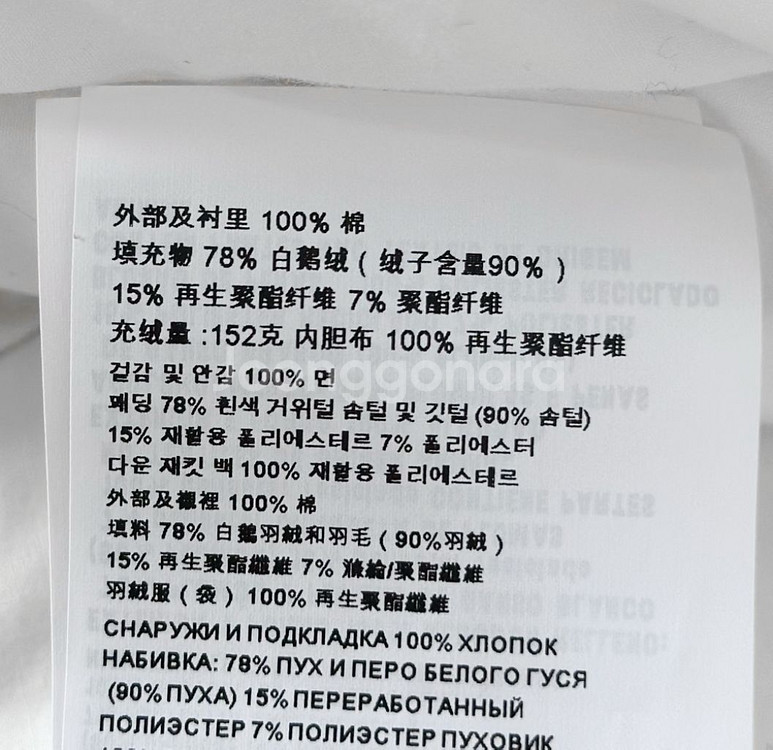 外部及衬里 100% 棉
填充物 78% 白鹅绒 ( 绒子含量90% )
15% 再生聚酯纤维 7% 聚酯纤维
充绒量 :152克 内胆布 100% 再生聚酯纤维
겉감 및 안감 100% 면
패딩 78% 흰색 거위털 솜털 및 깃털 (90% 솜털)
15% 재활용 폴리에스테르 7% 폴리에스터
다운 재킷 백 100% 재활용 폴리에스테르
外部及襯裡 100% 棉
填料 78% 白鵝羽絨和羽毛 ( 90%羽絨 )
15% 再生聚酯纖維 7% 滌綸/聚酯纖維
羽絨服 ( 袋 ) 100% 再生聚酯纖維
СНАРУЖИ И ПОДКЛАДКА 100% ХЛОПОК
НАБИВКА: 78% ПУХ И ПЕРО БЕЛОГО ГУСЯ
(90% ПУХА) 15% ПЕРЕРАБОТАННЫЙ
ПОЛИЭСТЕР 7% ПОЛИЭСТЕР ПУХОВИК